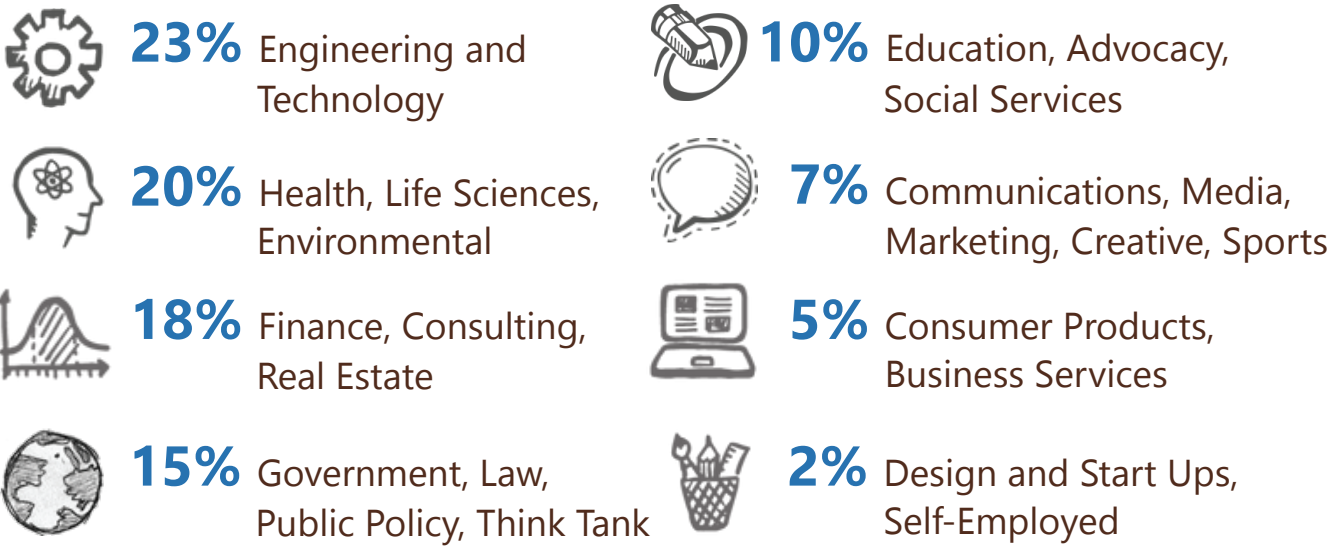 23% Engineering and
Technology
20% Health, Life Sciences,
Environmental
18% Finance, Consulting,
Real Estate
15% Government, Law,
Public Policy, Think Tank
10% Education, Advocacy,
Social Services
7% Communications, Media,
Marketing, Creative, Sports
5% Consumer Products,
Business Services
2% Design and Start Ups,
Self-Employed